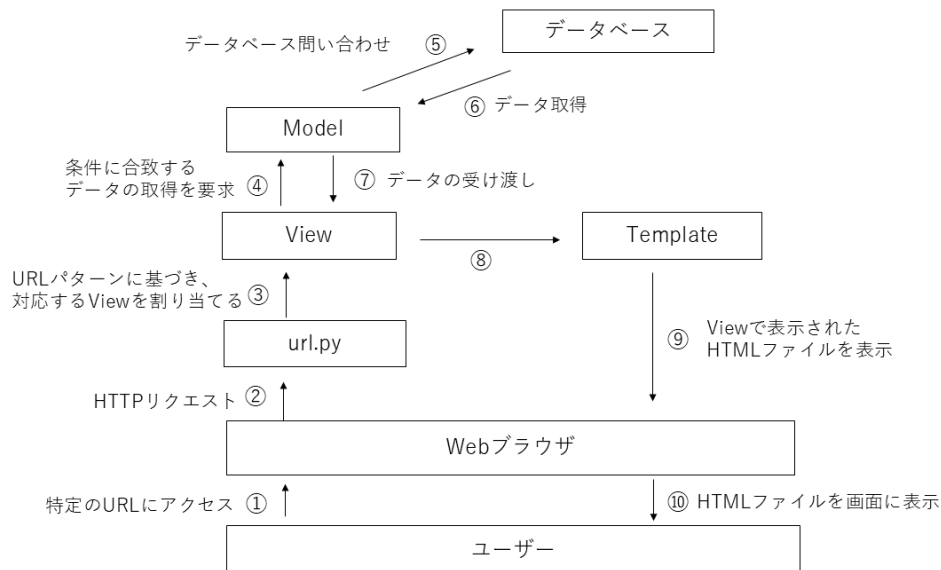 データベース
データベース問い合わせ ⑤
⑥ データ取得
Model
条件に合致する
データの取得を要求 ④
⑦ データの受け渡し
View
Template
⑧
URLパターンに基づき、
対応するViewを割り当てる ③
url.py
⑨ Viewで表示された
HTMLファイルを表示
HTTPリクエスト ②
Webブラウザ
特定のURLにアクセス ①
⑩ HTMLファイルを画面に表示
ユーザー